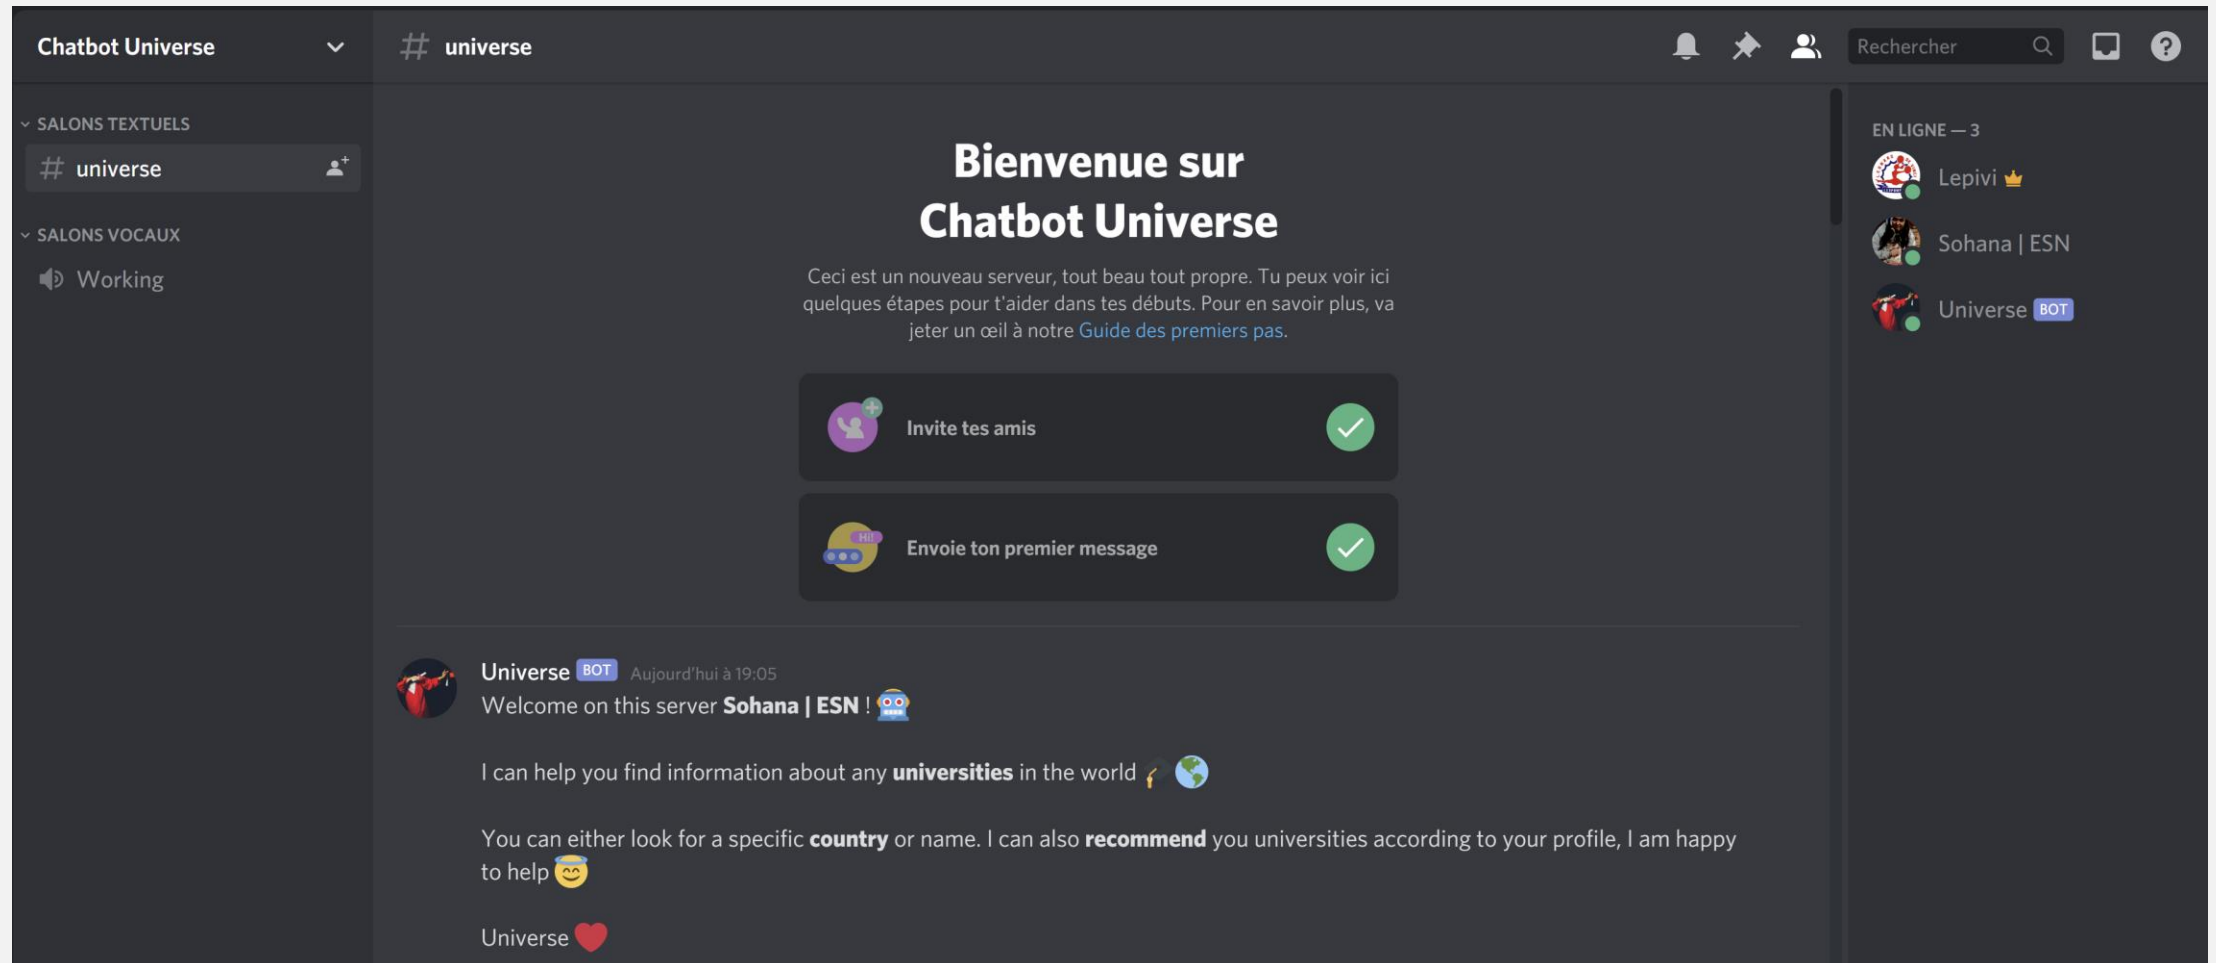 Chatbot Universe
# universe
Rechercher
SALONS TEXTUELS
# universe
SALONS VOCAUX
Working
Bienvenue sur
Chatbot Universe
Ceci est un nouveau serveur, tout beau tout propre. Tu peux voir ici
quelques étapes pour t'aider dans tes débuts. Pour en savoir plus, va
jeter un œil à notre Guide des premiers pas.
Invite tes amis
Hi!
Envoie ton premier message
Universe BOT Aujourd'hui à 19:05
Welcome on this server Sohana | ESN ! 🤖
I can help you find information about any universities in the world 🎓 🌎
You can either look for a specific country or name. I can also recommend you universities according to your profile, I am happy
to help 😇
Universe ❤️
EN LIGNE — 3
Lepivi
Sohana | ESN
Universe BOT